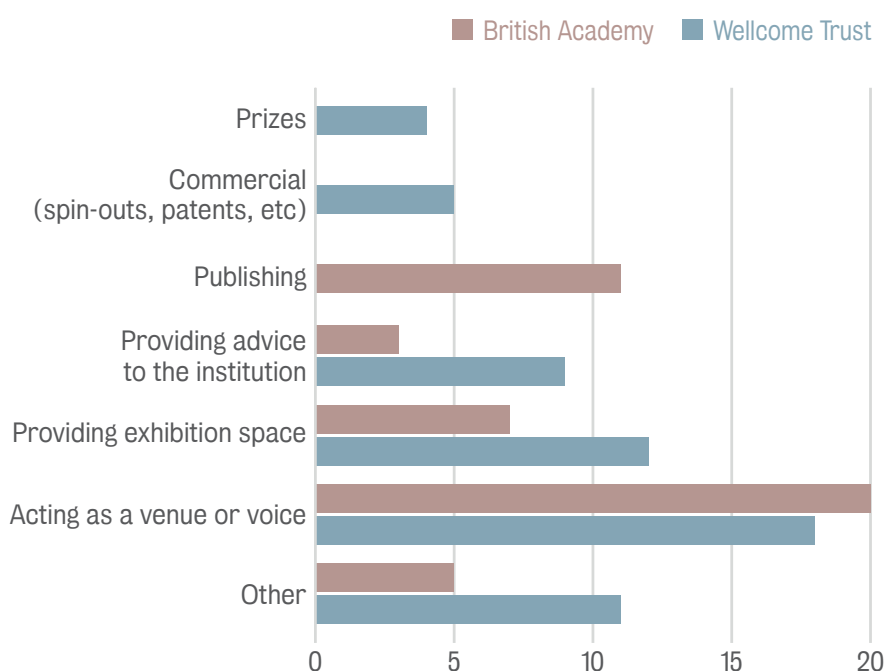 British Academy Wellcome Trust
Prizes
Commercial
(spin-outs, patents, etc)
Publishing
Providing advice
to the institution
Providing exhibition space
Acting as a venue or voice
Other
0 5 10 15 20